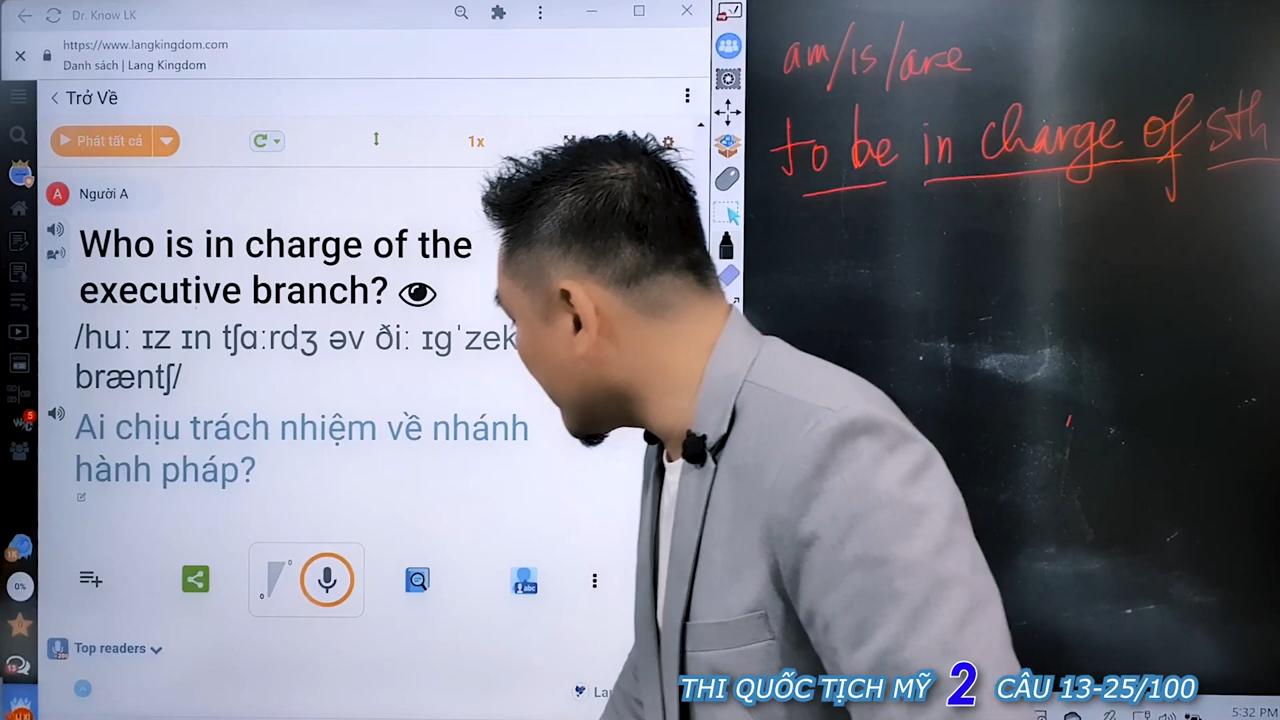 Dr. Know LK
https://www.langkingdom.com
Danh sách | Lang Kingdom
Trở Về
Phát tất cả
1x
A Người A
Who is in charge of the
executive branch?
/huː ɪz ɪn tʃɑːrdʒ əv ðiː ɪɡˈzek
bræntʃ/
Ai chịu trách nhiệm về nhánh
hành pháp?
Top readers
am/is/are
to be in charge of sth
THI QUỐC TỊCH MỸ 2 CÂU 13-25/100
5:32 PM